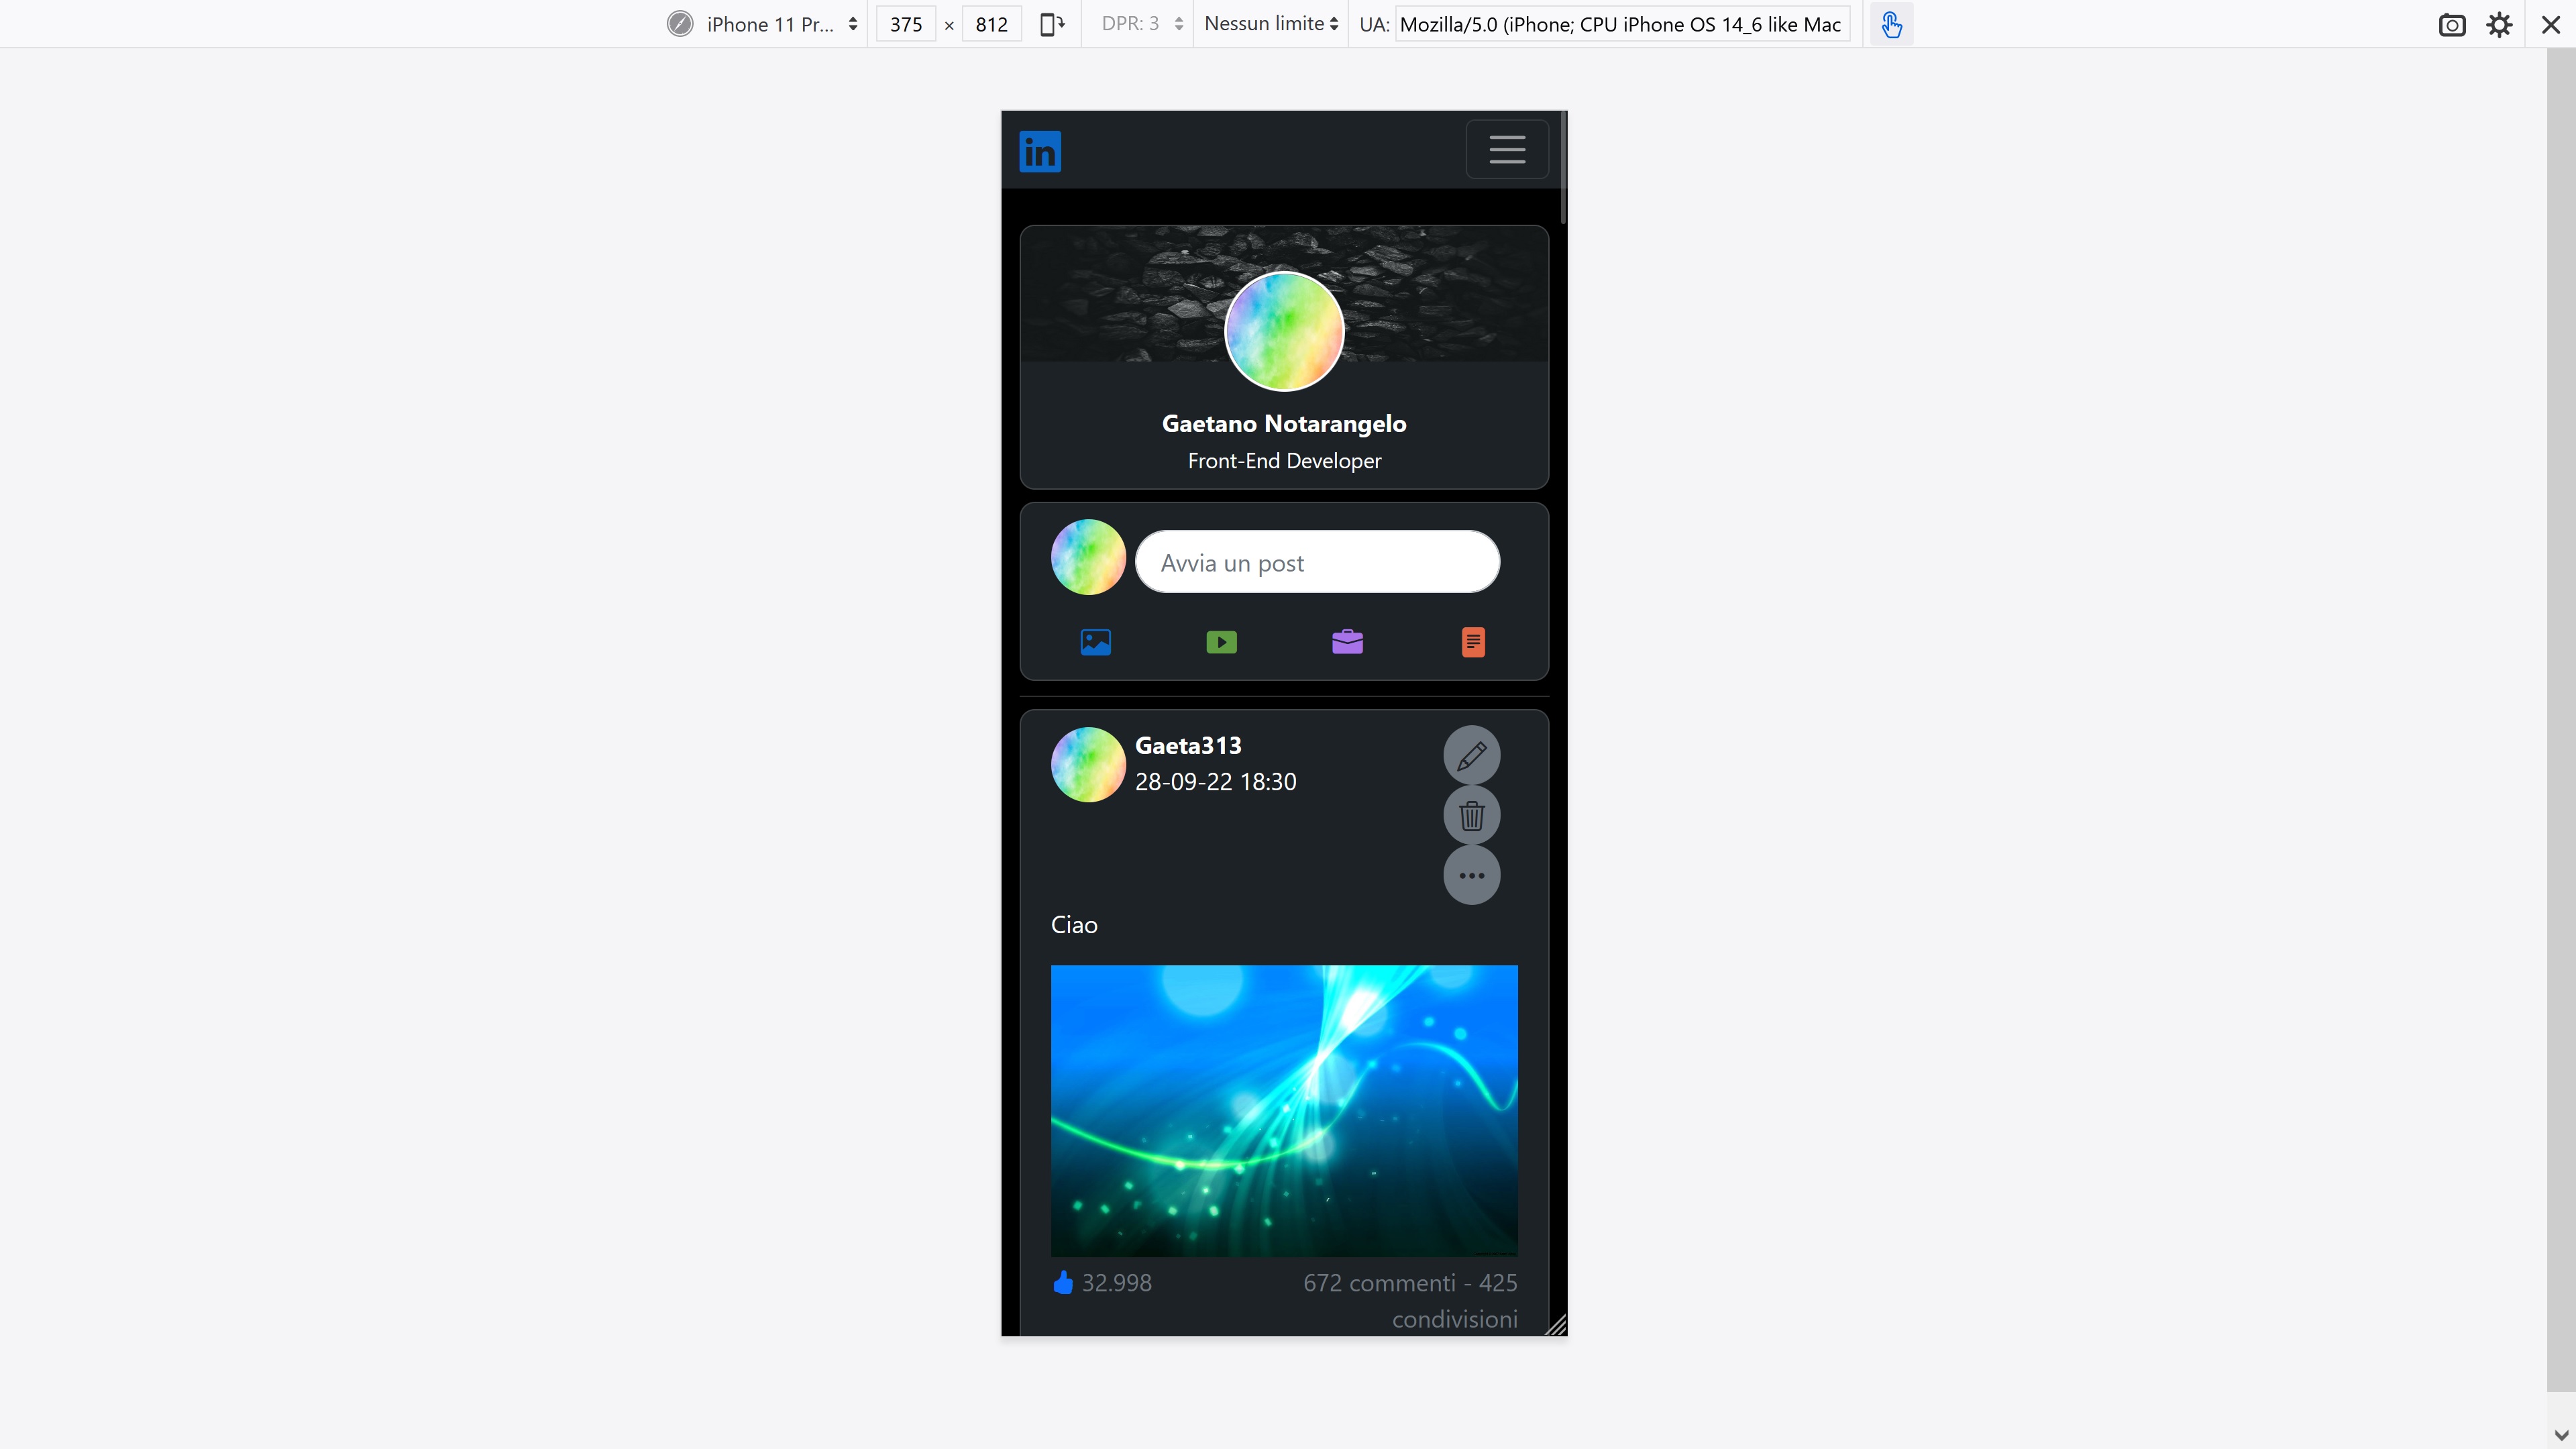 iPhone 11 Pr... 375 × 812 DPR: 3 Nessun limite UA: Mozilla/5.0 (iPhone; CPU iPhone OS 14_6 like Mac
in
Gaetano Notarangelo
Front-End Developer
Avvia un post
Gaeta313
28-09-22 18:30
Ciao
32.998 672 commenti - 425
condivisioni